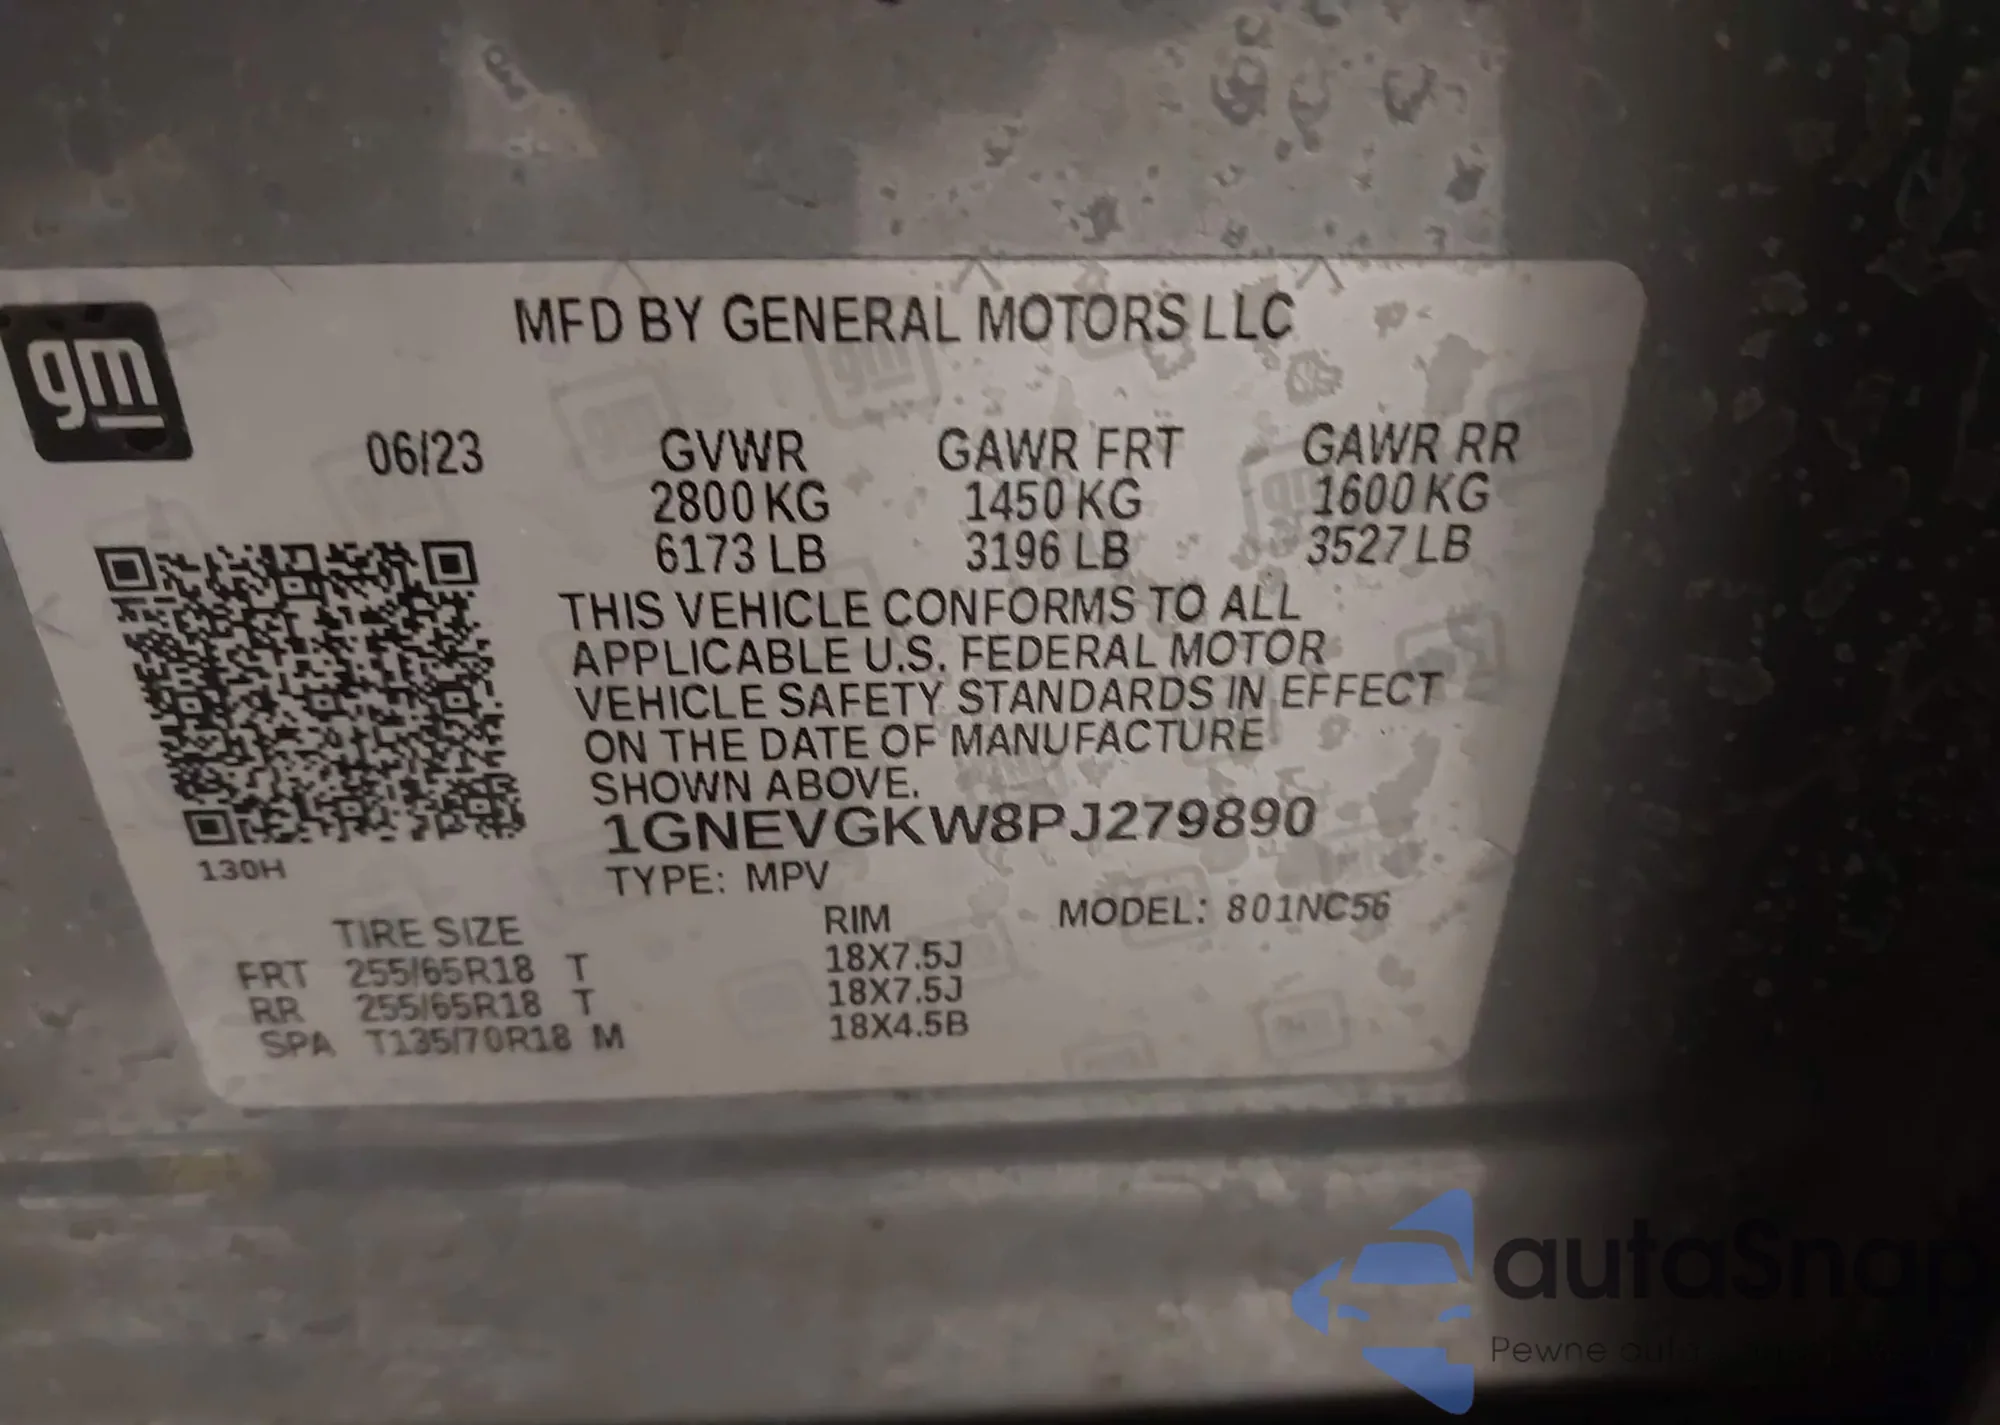 MFD BY GENERAL MOTORS LLC
gm
06/23 GVWR GAWR FRT GAWR RR
2800 KG 1450 KG 1600 KG
6173 LB 3196 LB 3527 LB
THIS VEHICLE CONFORMS TO ALL
APPLICABLE U.S. FEDERAL MOTOR
VEHICLE SAFETY STANDARDS IN EFFECT
ON THE DATE OF MANUFACTURE
SHOWN ABOVE.
1GNEVGKW8PJ279890
130H
TYPE: MPV
TIRE SIZE RIM MODEL: 801NC56
FRT 255/65R18 T 18X7.5J
RR 255/65R18 T 18X7.5J
SPA T135/70R18 M 18X4.5B
autaSnap
Pewne auta